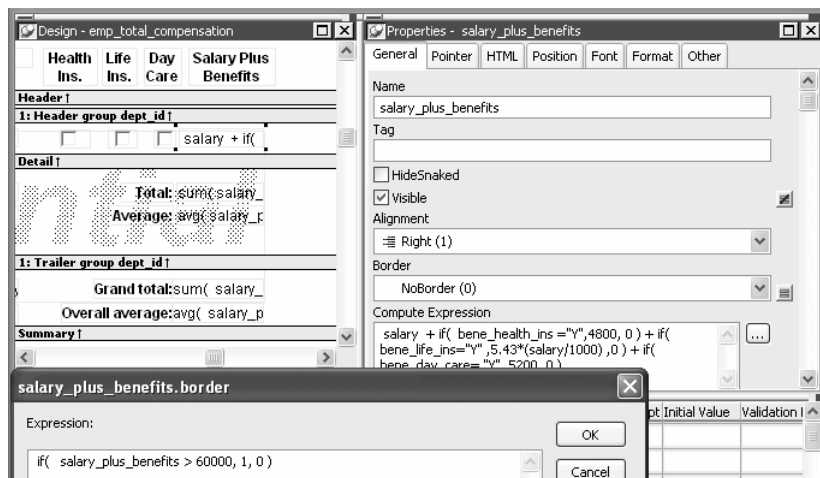 Design - emp_total_compensation
Health Ins.
Life Ins.
Day Care
Salary Plus Benefits
Header ↑
1: Header group dept_id ↑
salary + if(
Detail ↑
Total: sum( salary_
Average: avg( salary_p
1: Trailer group dept_id ↑
Grand total: sum( salary_
Overall average: avg( salary_p
Summary ↑
Properties - salary_plus_benefits
General Pointer HTML Position Font Format Other
Name
salary_plus_benefits
Tag
HideSnaked
Visible
Alignment
Right (1)
Border
NoBorder (0)
Compute Expression
salary + if( bene_health_ins ="Y",4800, 0 ) + if(
bene_life_ins="Y" ,5.43*(salary/1000) ,0 ) + if(
bene_day_care= "Y" ,5200 ,0 )
...
pt Initial Value Validation
salary_plus_benefits.border
Expression:
if( salary_plus_benefits > 60000, 1, 0 )
OK
Cancel